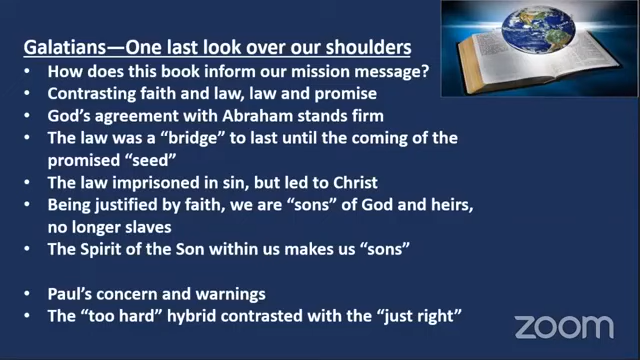 Galatians—One last look over our shoulders
• How does this book inform our mission message?
• Contrasting faith and law, law and promise
• God's agreement with Abraham stands firm
• The law was a “bridge” to last until the coming of the
promised “seed”
• The law imprisoned in sin, but led to Christ
• Being justified by faith, we are “sons” of God and heirs,
no longer slaves
• The Spirit of the Son within us makes us “sons”
• Paul's concern and warnings
• The “too hard” hybrid contrasted with the “just right”
zoom